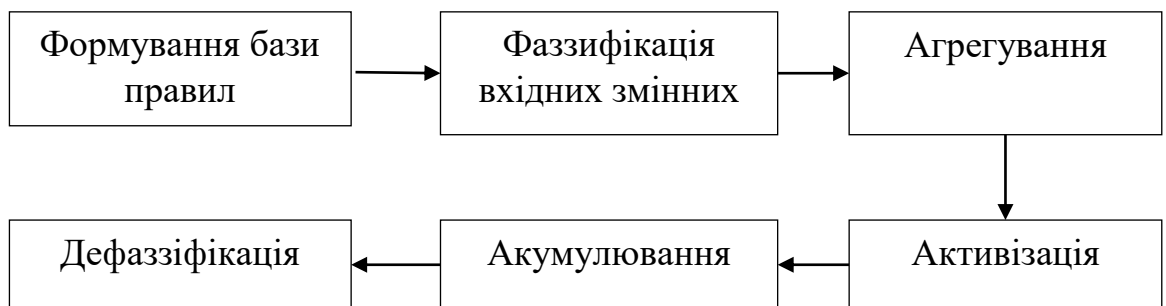 Формування бази
правил
Фаззифікація
вхідних змінних
Агрегування
Активізація
Акумулювання
Дефаззіфікація